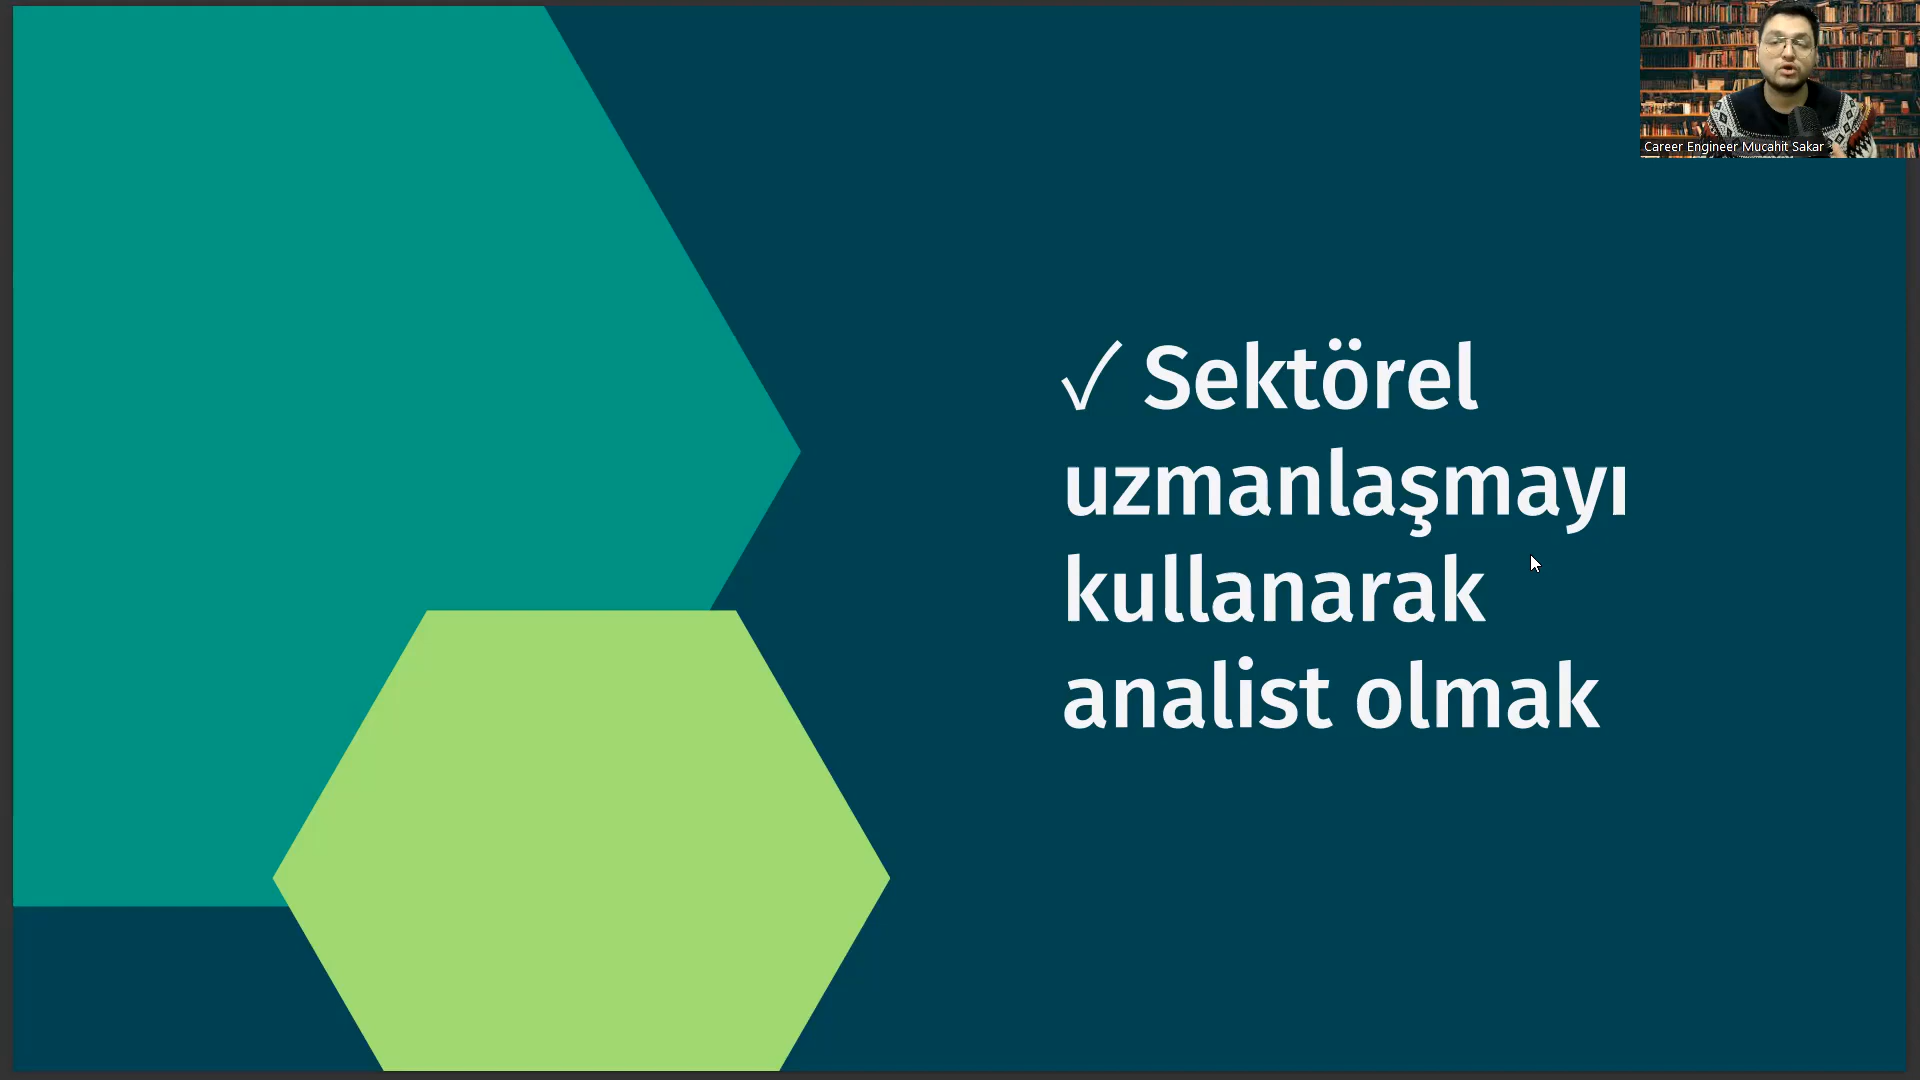 Career Engineer Mucahit Sakar
✓ Sektörel
uzmanlaşmayı
kullanarak
analist olmak